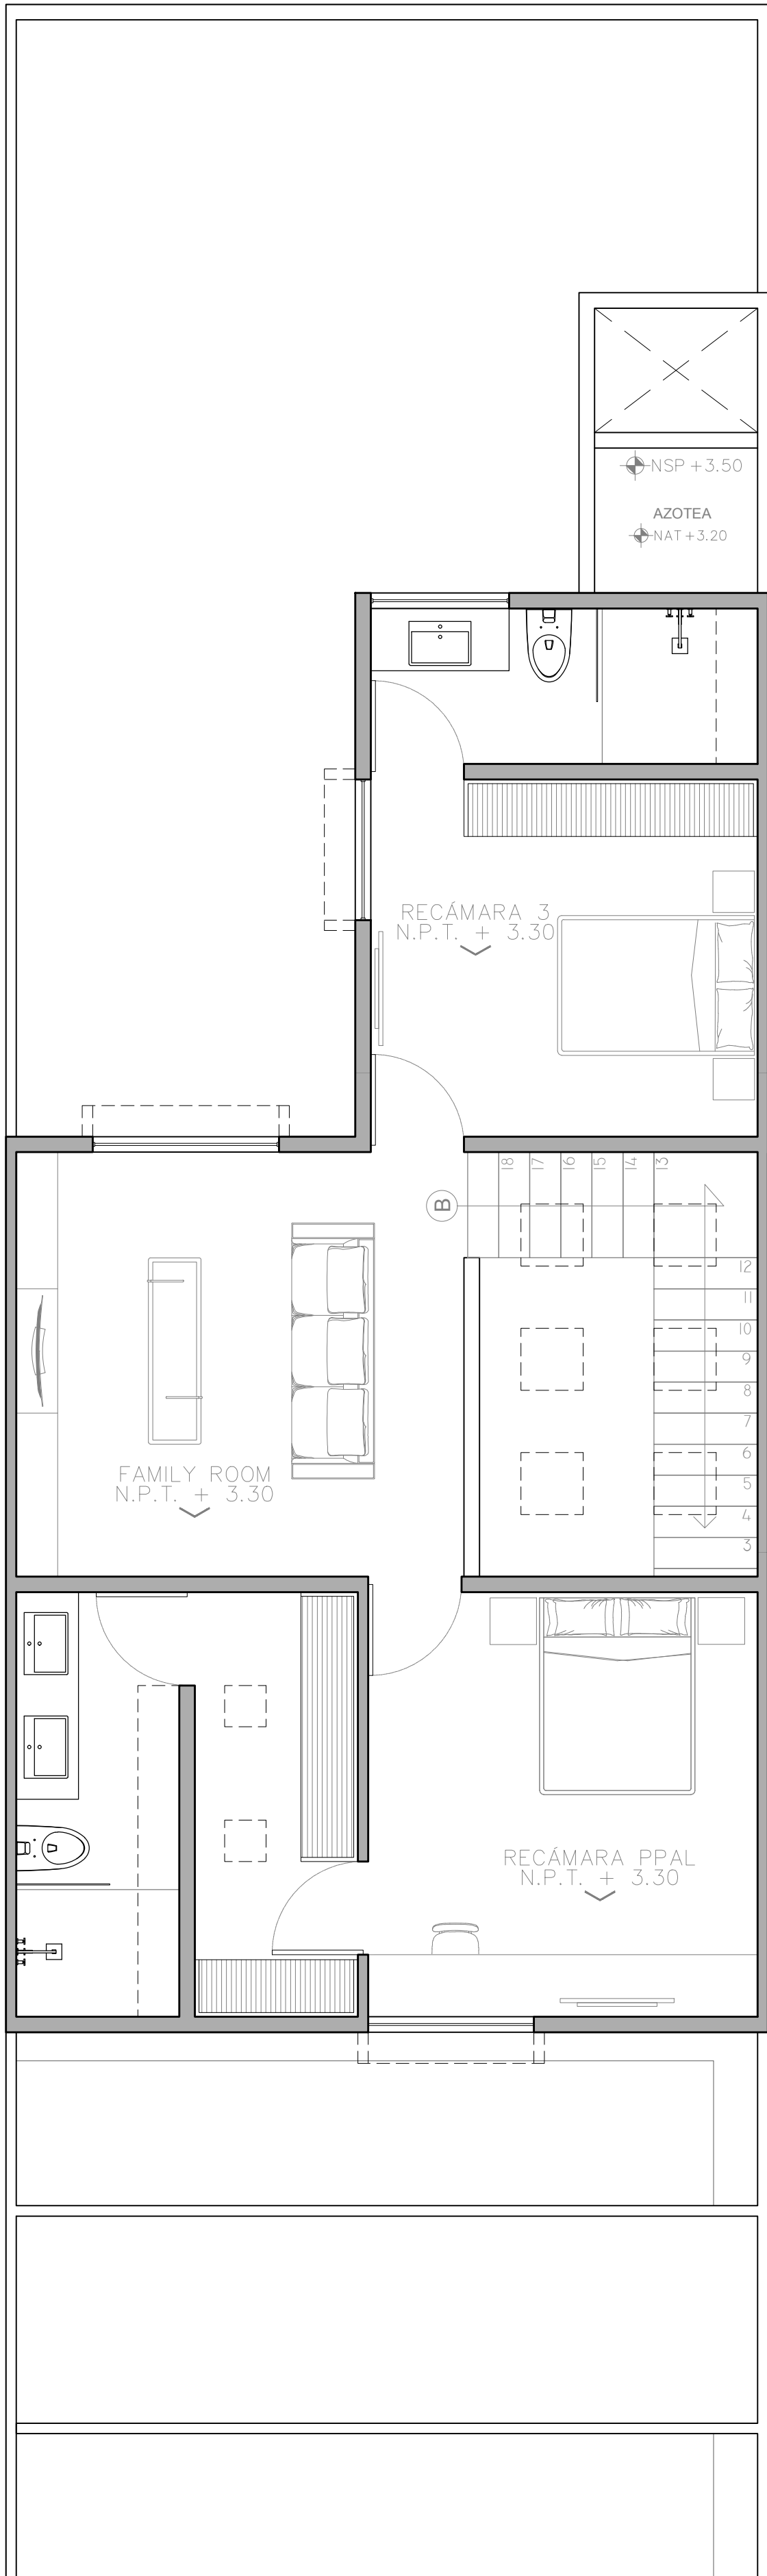 NSP +3.50
AZOTEA
NAT +3.20
RECÁMARA 3
N.P.T. + 3.30
18
17
16
15
14
13
B
12
11
10
9
8
7
6
5
4
3
FAMILY ROOM
N.P.T. + 3.30
RECÁMARA PPAL
N.P.T. + 3.30